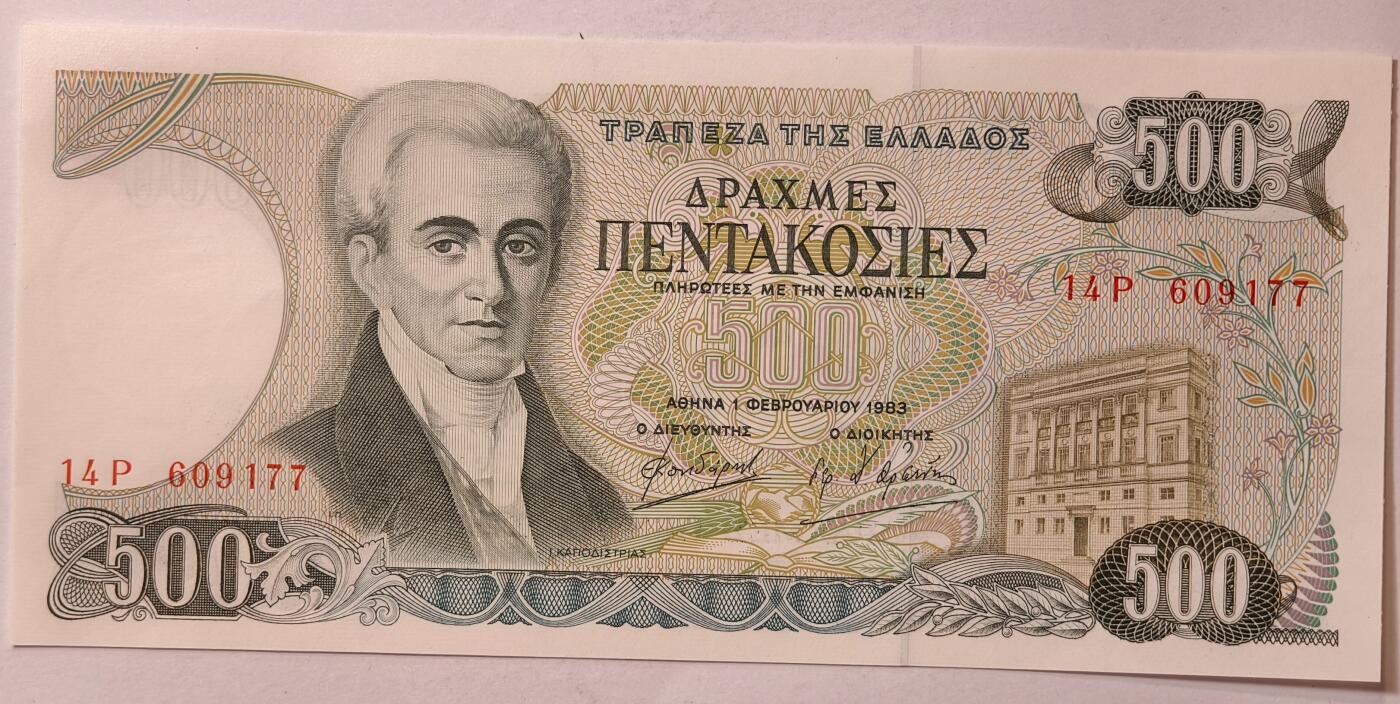 ΤΡΑΠΕΖΑ ΤΗΣ ΕΛΛΑΔΟΣ
500
ΔΡΑΧΜΕΣ
ΠΕΝΤΑΚΟΣΙΕΣ
ΠΛΗΡΩΤΕΕΣ ΜΕ ΤΗΝ ΕΜΦΑΝΙΣΗ
14Ρ 609177
500
ΑΘΗΝΑ 1 ΦΕΒΡΟΥΑΡΙΟΥ 1983
Ο ΔΙΕΥΘΥΝΤΗΣ
Ο ΔΙΟΙΚΗΤΗΣ
14Ρ 609177
Ι. ΚΑΠΟΔΙΣΤΡΙΑΣ
500
500